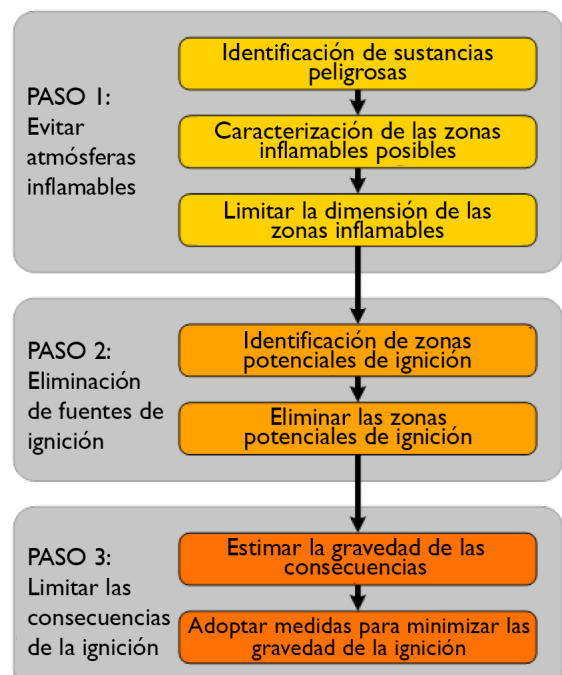 PASO 1:
Evitar
atmósferas
inflamables
Identificación de sustancias
peligrosas
Caracterización de las zonas
inflamables posibles
Limitar la dimensión de las
zonas inflamables
PASO 2:
Eliminación
de fuentes de
ignición
Identificación de zonas
potenciales de ignición
Eliminar las zonas
potenciales de ignición
PASO 3:
Limitar las
consecuencias
de la ignición
Estimar la gravedad de las
consecuencias
Adoptar medidas para minimizar las
gravedad de la ignición